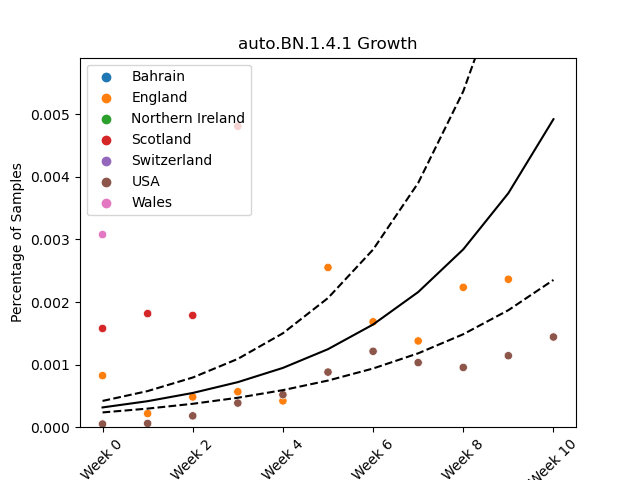 auto.BN.1.4.1 Growth
Bahrain
England
Northern Ireland
Scotland
Switzerland
USA
Wales
Percentage of Samples
0.005
0.004
0.003
0.002
0.001
0.000
Week 0
Week 2
Week 4
Week 6
Week 8
Week 10